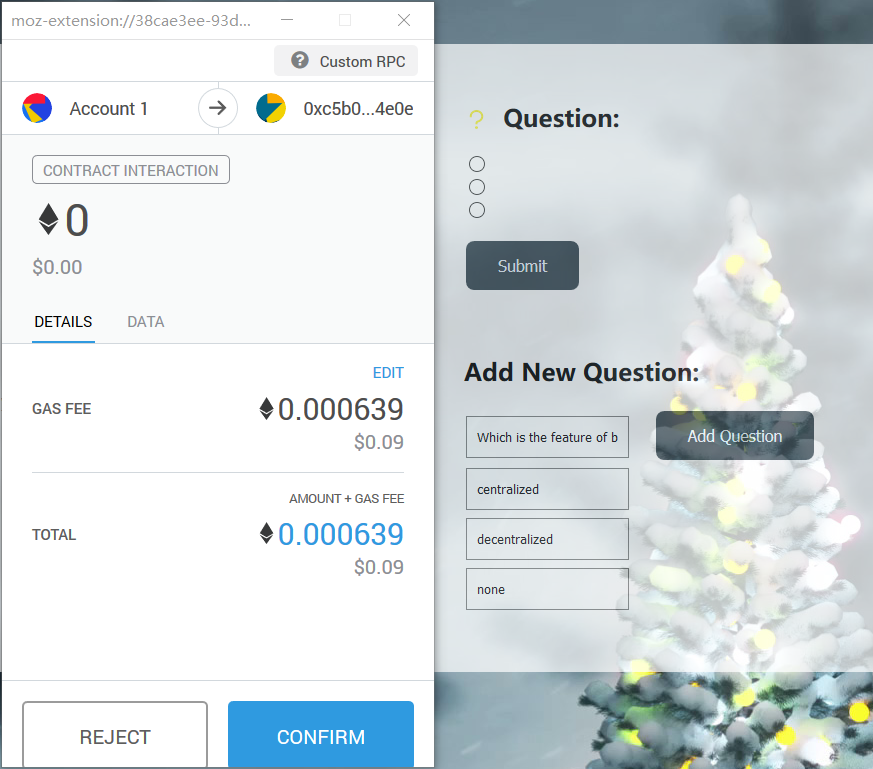 moz-extension://38cae3ee-93d...
? Custom RPC
Account 1
0xc5b0...4e0e
CONTRACT INTERACTION
0
$0.00
DETAILS
DATA
EDIT
GAS FEE
0.000639
$0.09
AMOUNT + GAS FEE
TOTAL
0.000639
$0.09
REJECT
CONFIRM
? Question:
Submit
Add New Question:
Which is the feature of b
Add Question
centralized
decentralized
none